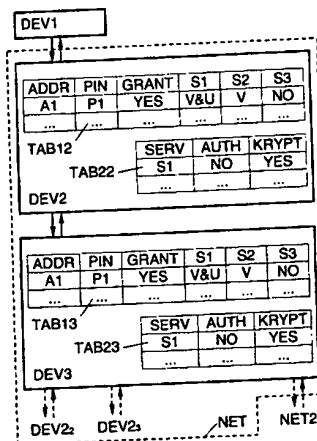 DEV1
ADDR PIN GRANT S1 S2 S3
A1 P1 YES V&U V NO
... ... ... ... ... ...
TAB12
SERV AUTH KRYPT
TAB22 S1 NO YES
... ... ...
DEV2
ADDR PIN GRANT S1 S2 S3
A1 P1 YES V&U V NO
... ... ... ... ... ...
TAB13
SERV AUTH KRYPT
TAB23 S1 NO YES
... ... ...
DEV3
DEV2₂ DEV2₃ NET NET2